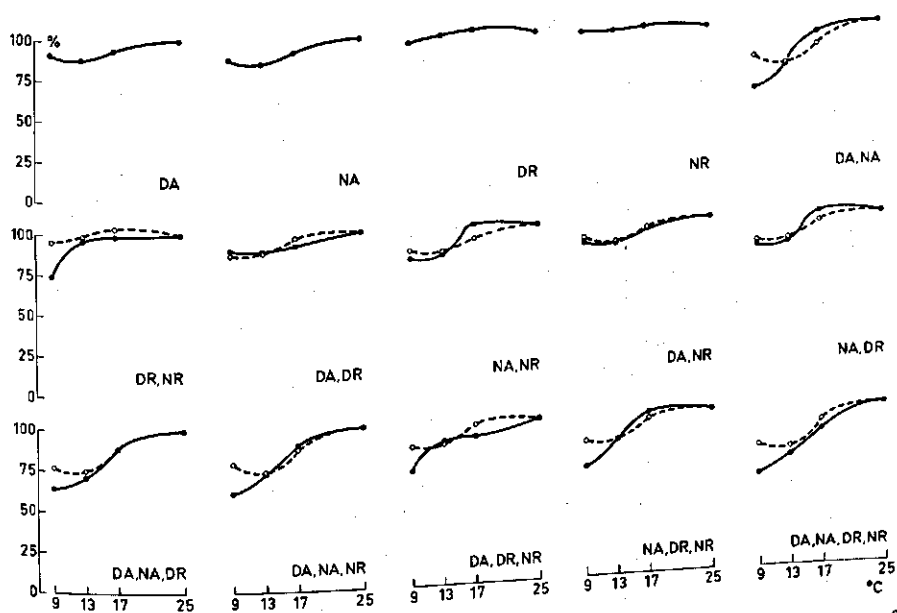 %
100
75
50
25
0
DA
NA
DR
NR
DA, NA
100
75
50
25
0
DR, NR
DA, DR
NA, NR
DA, NR
NA, DR
100
75
50
25
0
DA, NA, DR
DA, NA, NR
DA, DR, NR
NA, DR, NR
DA, NA, DR, NR
9 13 17 25
9 13 17 25
9 13 17 25
9 13 17 25
9 13 17 25
°C